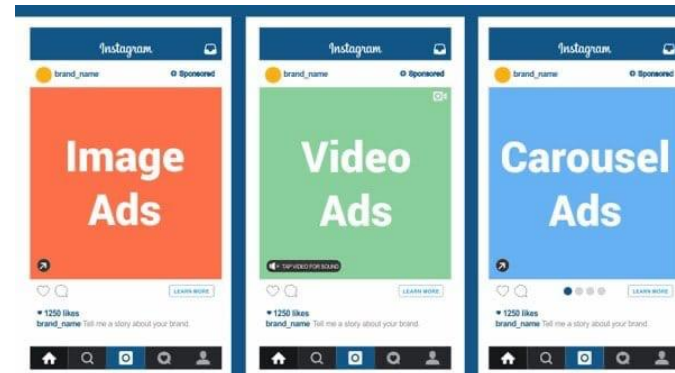 Instagram
brand_name Sponsored
Image
Ads
LEARN MORE
1250 likes
brand_name Tell me a story about your brand.
Instagram
brand_name Sponsored
Video
Ads
TAP VIDEO FOR SOUND
LEARN MORE
1250 likes
brand_name Tell me a story about your brand.
Instagram
brand_name Sponsored
Carousel
Ads
LEARN MORE
1250 likes
brand_name Tell me a story about your brand.